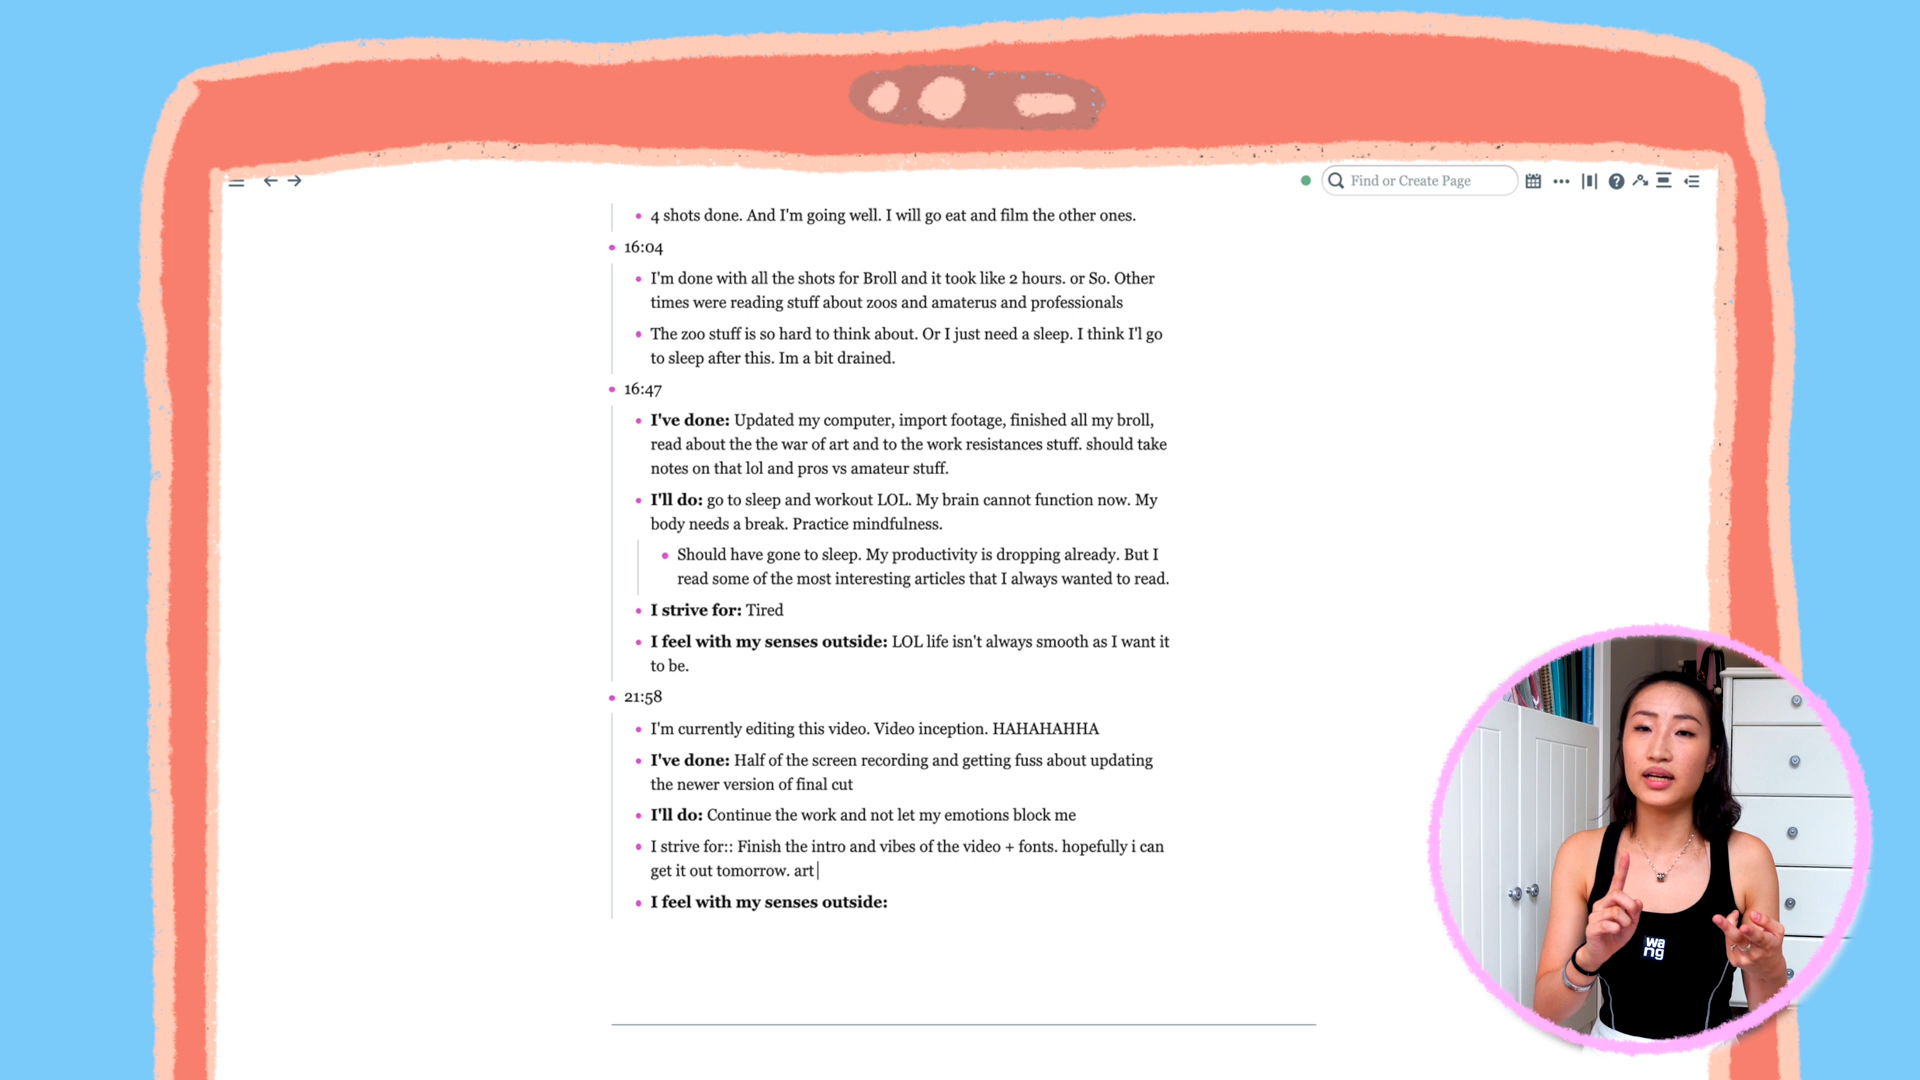 Find or Create Page
4 shots done. And I'm going well. I will go eat and film the other ones.
16:04
I'm done with all the shots for Broll and it took like 2 hours. or So. Other
times were reading stuff about zoos and amaterus and professionals
The zoo stuff is so hard to think about. Or I just need a sleep. I think I'l go
to sleep after this. Im a bit drained.
16:47
I've done: Updated my computer, import footage, finished all my broll,
read about the the war of art and to the work resistances stuff. should take
notes on that lol and pros vs amateur stuff.
I'll do: go to sleep and workout LOL. My brain cannot function now. My
body needs a break. Practice mindfulness.
Should have gone to sleep. My productivity is dropping already. But I
read some of the most interesting articles that I always wanted to read.
I strive for: Tired
I feel with my senses outside: LOL life isn't always smooth as I want it
to be.
21:58
I'm currently editing this video. Video inception. HAHAHAHHA
I've done: Half of the screen recording and getting fuss about updating
the newer version of final cut
I'll do: Continue the work and not let my emotions block me
I strive for:: Finish the intro and vibes of the video + fonts. hopefully i can
get it out tomorrow. art
I feel with my senses outside:
wa
ng